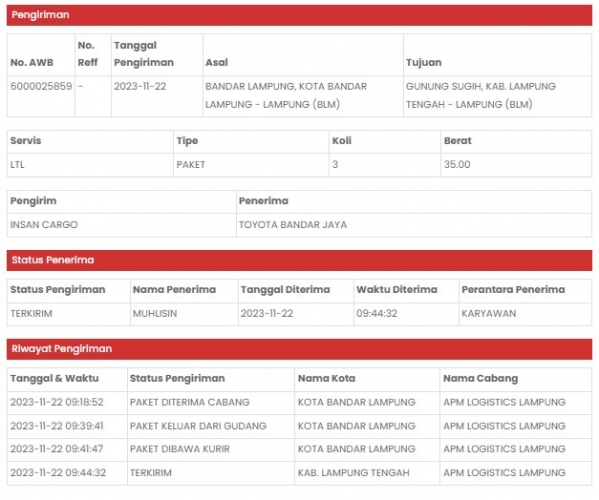 Pengiriman
No. AWB No. Reff Tanggal Pengiriman Asal Tujuan
6000025859 - 2023-11-22 BANDAR LAMPUNG, KOTA BANDAR GUNUNG SUGIH, KAB. LAMPUNG
LAMPUNG - LAMPUNG (BLM) TENGAH - LAMPUNG (BLM)
Servis Tipe Koli Berat
LTL PAKET 3 35.00
Pengirim Penerima
INSAN CARGO TOYOTA BANDAR JAYA
Status Penerima
Status Pengiriman Nama Penerima Tanggal Diterima Waktu Diterima Perantara Penerima
TERKIRIM MUHLISIN 2023-11-22 09:44:32 KARYAWAN
Riwayat Pengiriman
Tanggal & Waktu Status Pengiriman Nama Kota Nama Cabang
2023-11-22 09:18:52 PAKET DITERIMA CABANG KOTA BANDAR LAMPUNG APM LOGISTICS LAMPUNG
2023-11-22 09:39:41 PAKET KELUAR DARI GUDANG KOTA BANDAR LAMPUNG APM LOGISTICS LAMPUNG
2023-11-22 09:41:47 PAKET DIBAWA KURIR KOTA BANDAR LAMPUNG APM LOGISTICS LAMPUNG
2023-11-22 09:44:32 TERKIRIM KAB. LAMPUNG TENGAH APM LOGISTICS LAMPUNG